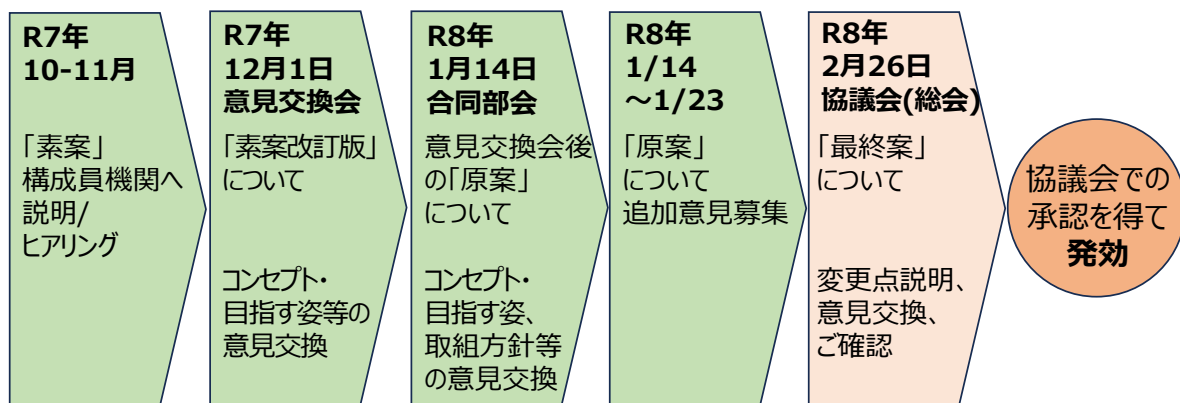 R7年
10-11月
「素案」
構成員機関へ
説明/
ヒアリング
R7年
12月1日
意見交換会
「素案改訂版」
について
コンセプト・
目指す姿等の
意見交換
R8年
1月14日
合同部会
意見交換会後
の「原案」
について
コンセプト・
目指す姿、
取組方針等
の意見交換
R8年
1/14
～1/23
「原案」
について
追加意見募集
R8年
2月26日
協議会(総会)
「最終案」
について
変更点説明、
意見交換、
ご確認
協議会での
承認を得て
発効